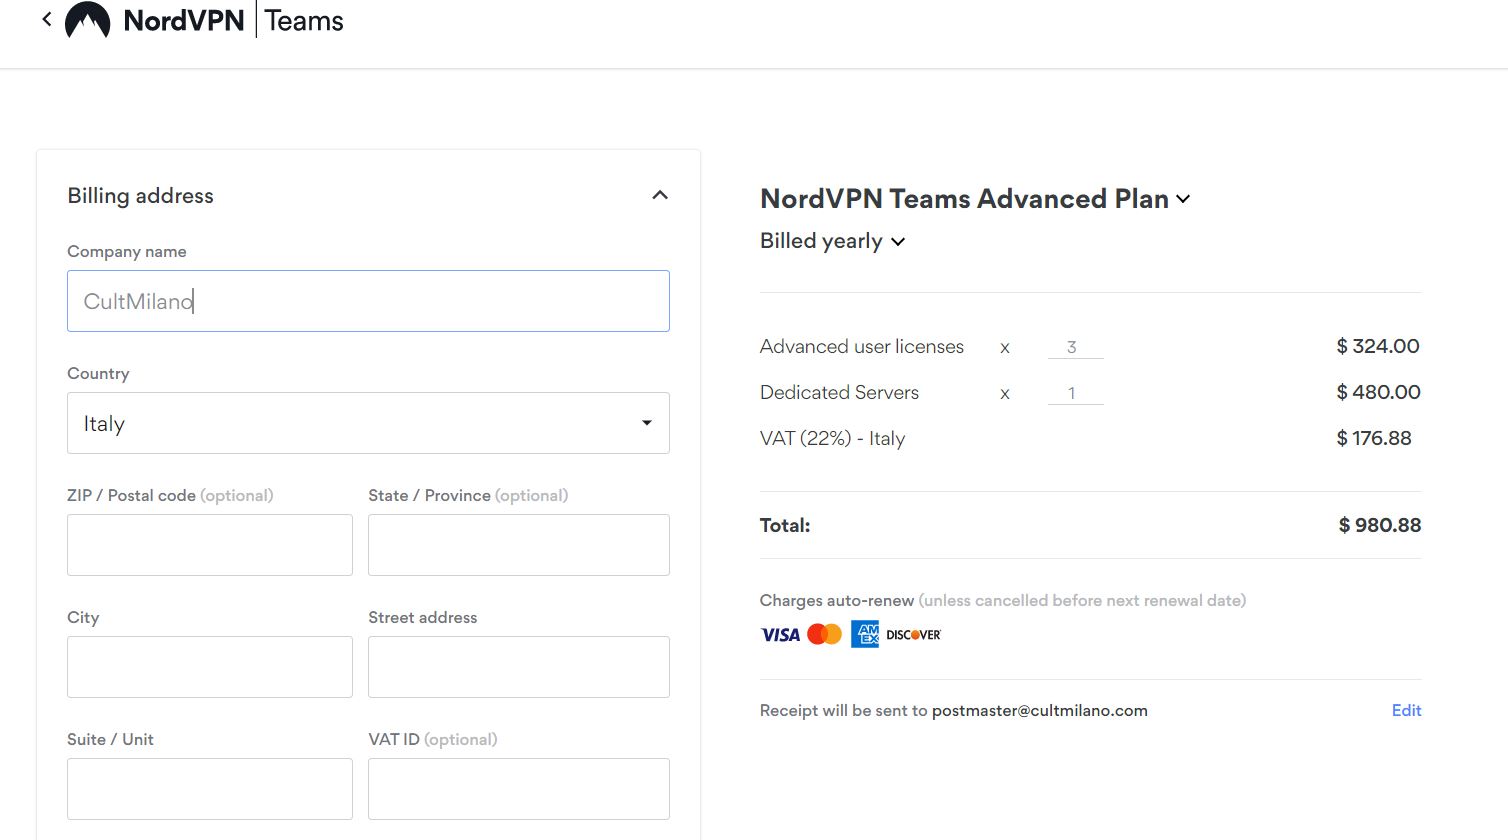 NordVPN | Teams
Billing address
Company name
CultMilano
Country
Italy
ZIP / Postal code (optional)
State / Province (optional)
City
Street address
Suite / Unit
VAT ID (optional)
NordVPN Teams Advanced Plan
Billed yearly
Advanced user licenses x 3 $ 324.00
Dedicated Servers x 1 $ 480.00
VAT (22%) - Italy $ 176.88
Total: $ 980.88
Charges auto-renew (unless cancelled before next renewal date)
VISA AMEX DISCOVER
Receipt will be sent to postmaster@cultmilano.com Edit